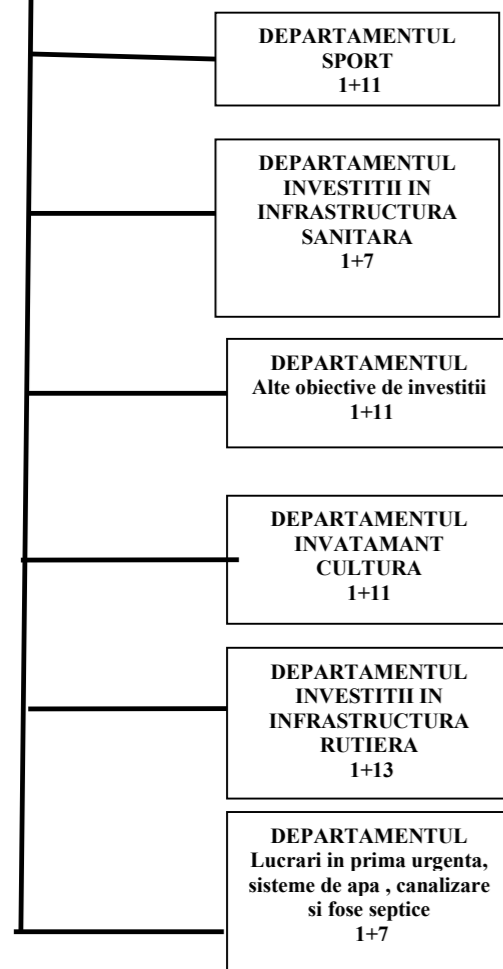 DEPARTAMENTUL
SPORT
1+11
DEPARTAMENTUL
INVESTITII IN
INFRASTRUCTURA
SANITARA
1+7
DEPARTAMENTUL
Alte obiective de investitii
1+11
DEPARTAMENTUL
INVATAMANT
CULTURA
1+11
DEPARTAMENTUL
INVESTITII IN
INFRASTRUCTURA
RUTIERA
1+13
DEPARTAMENTUL
Lucrari in prima urgenta,
sisteme de apa , canalizare
si fose septice
1+7